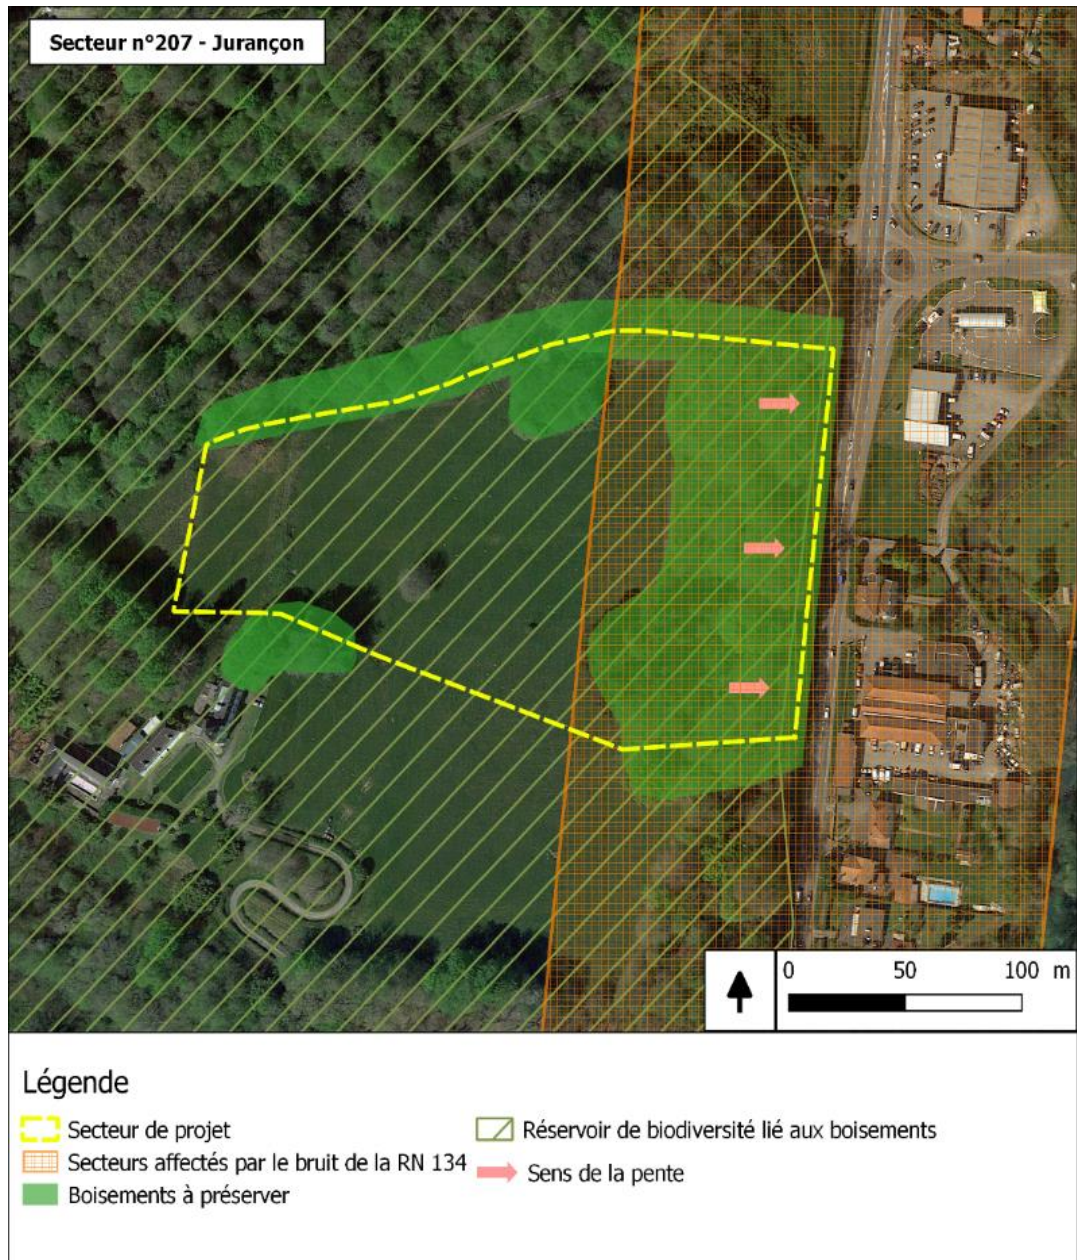 Secteur n°207 - Jurançon
0 50 100 m
Légende
Secteur de projet
Secteurs affectés par le bruit de la RN 134
Boisements à préserver
Réservoir de biodiversité lié aux boisements
Sens de la pente